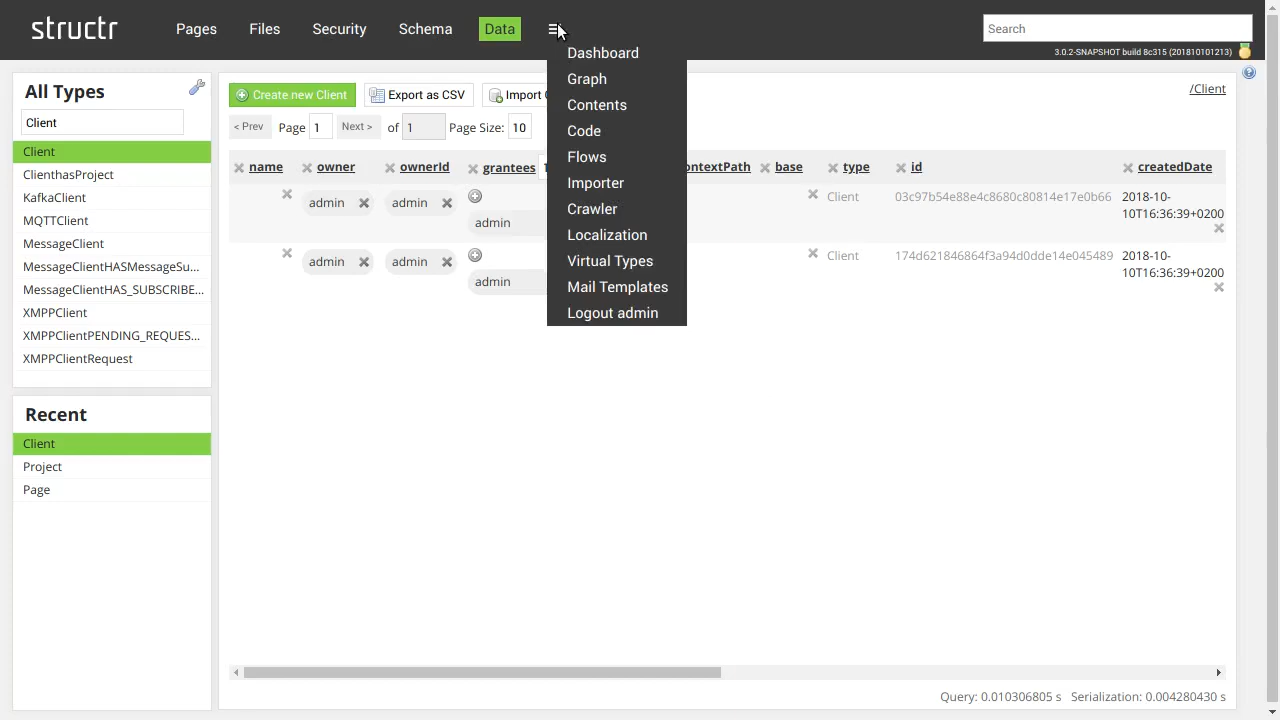 structr
Pages Files Security Schema Data
Search
3.0.2-SNAPSHOT build 8c315 (201810101213)
Dashboard
Graph
Contents
Code
Flows
Importer
Crawler
Localization
Virtual Types
Mail Templates
Logout admin
All Types
Client
Client
ClienthasProject
KafkaClient
MQTTClient
MessageClient
MessageClientHASMessageSu...
MessageClientHAS_SUBSCRIBE...
XMPPClient
XMPPClientPENDING_REQUES...
XMPPClientRequest
Recent
Client
Project
Page
Create new Client Export as CSV Import
/Client
< Prev Page 1 Next > of 1 Page Size: 10
name owner ownerId grantees ontextPath base type id createdDate
admin admin admin Client 03c97b54e88e4c8680c80814e17e0b66 2018-10-
10T16:36:39+0200
admin admin admin Client 174d621846864f3a94d0dde14e045489 2018-10-
10T16:36:39+0200
Query: 0.010306805 s Serialization: 0.004280430 s